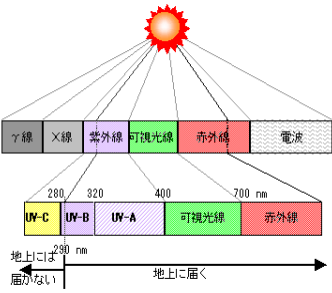 γ線 X線 紫外線 可視光線 赤外線 電波
280 320 400 700 nm
UV-C UV-B UV-A 可視光線 赤外線
290 nm
地上には
届かない
地上に届く